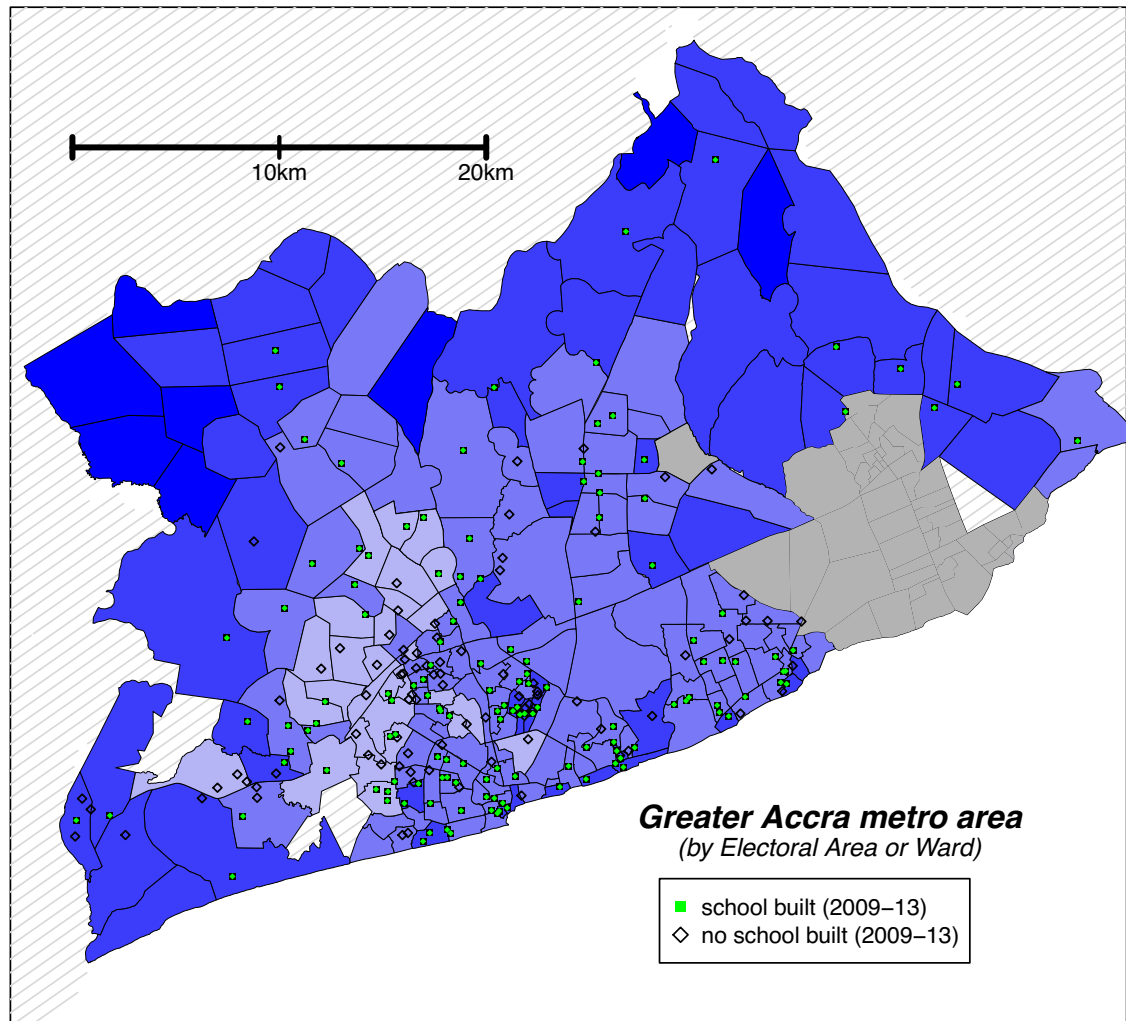 10km
20km
Greater Accra metro area
(by Electoral Area or Ward)
school built (2009−13)
no school built (2009−13)